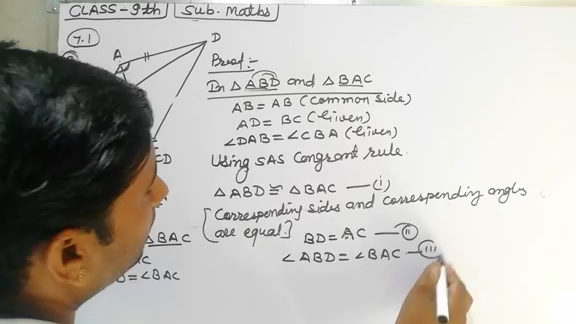 CLASS-9th Sub. Maths
7.1
A
D
Proof:-
In △ABD and △BAC
AB = AB (Common Side)
AD = BC (Given)
∠DAB = ∠CBA (Given)
Using SAS Congruent rule.
△ABD ≅ △BAC —(i)
[Corresponding sides and corresponding angles
are equal.]
BD = AC —(ii)
∠ABD = ∠BAC —(iii)
CD
△BAC
AC
= ∠BAC